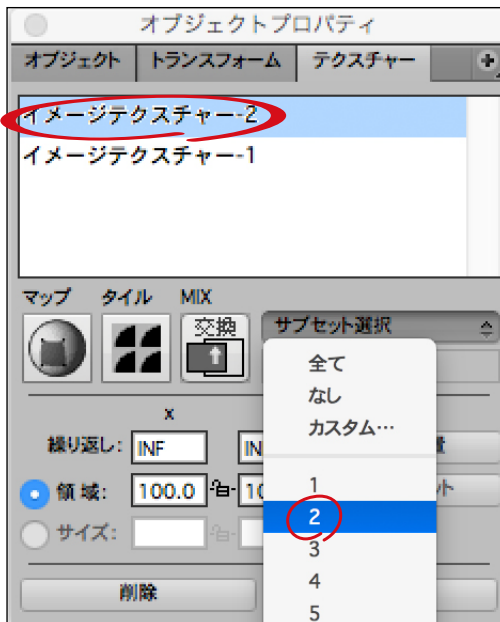 オブジェクトプロパティ
オブジェクト トランスフォーム テクスチャー
イメージテクスチャー-2
イメージテクスチャー-1
マップ タイル MIX
交換 サブセット選択
全て
なし
カスタム…
x
繰り返し: INF IN
領域: 100.0 10
サイズ:
1
2
3
4
5
削除